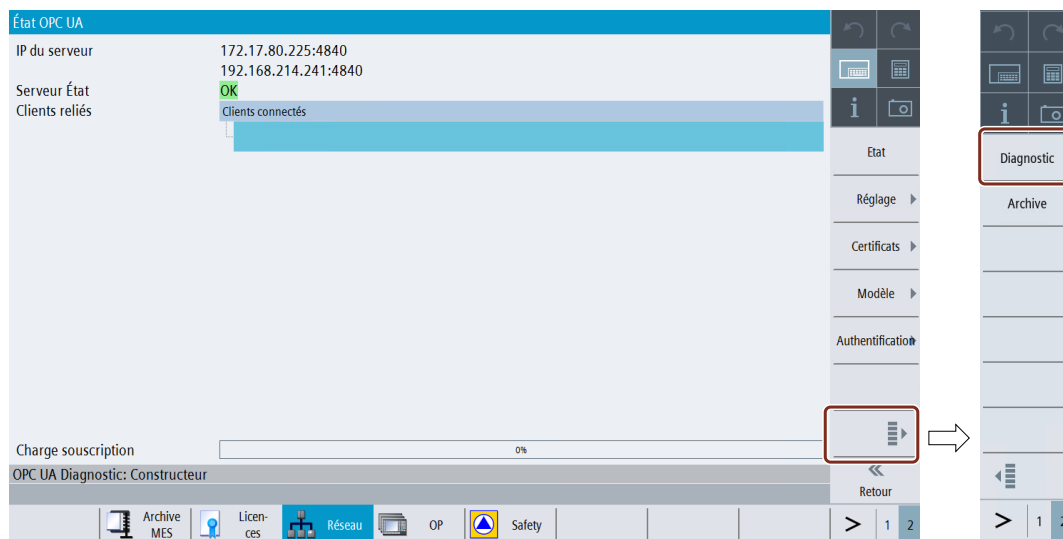 État OPC UA
IP du serveur 172.17.80.225:4840
192.168.214.241:4840
Serveur État OK
Clients reliés Clients connectés
Etat
Réglage
Certificats
Modèle
Authentification
Charge souscription 0%
OPC UA Diagnostic: Constructeur
Retour
Archive MES
Licen-
ces
Réseau
OP
Safety
> 1 2
Diagnostic
Archive
> 1 2